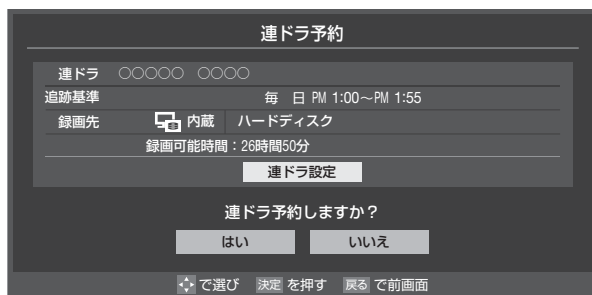 連ドラ予約
連ドラ ○○○○○ ○○○○
追跡基準 毎 日 PM 1:00～PM 1:55
録画先 内蔵 ハードディスク
録画可能時間：26時間50分
連ドラ設定
連ドラ予約しますか？
はい いいえ
で選び 決定 を押す 戻る で前画面